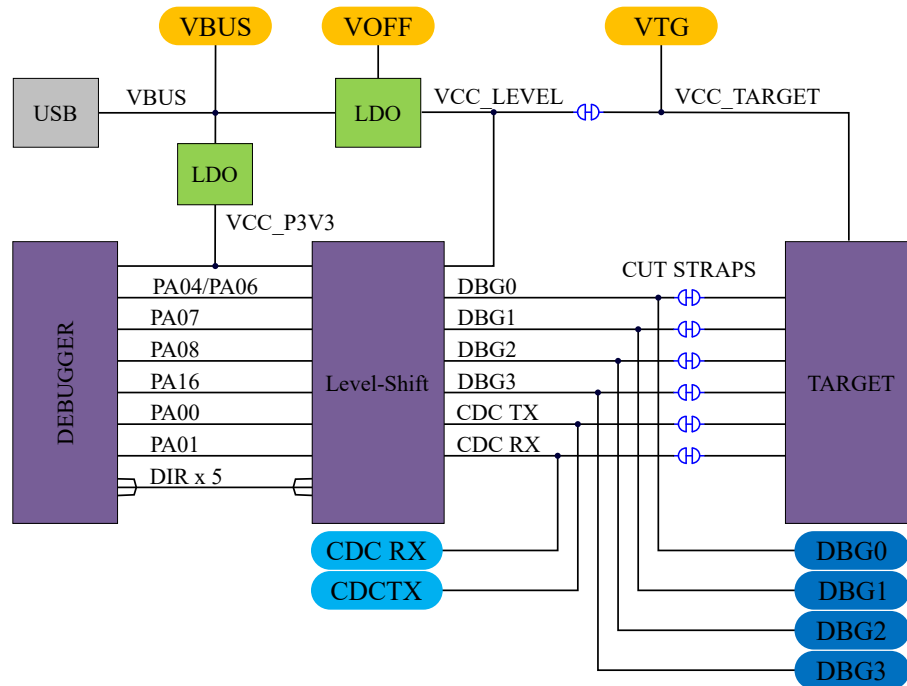 VBUS
VOFF
VTG
USB
VBUS
LDO
VCC_LEVEL
VCC_TARGET
LDO
VCC_P3V3
DEBUGGER
PA04/PA06
PA07
PA08
PA16
PA00
PA01
DIR x 5
Level-Shift
DBG0
DBG1
DBG2
DBG3
CDC TX
CDC RX
CUT STRAPS
TARGET
CDC RX
CDCTX
DBG0
DBG1
DBG2
DBG3